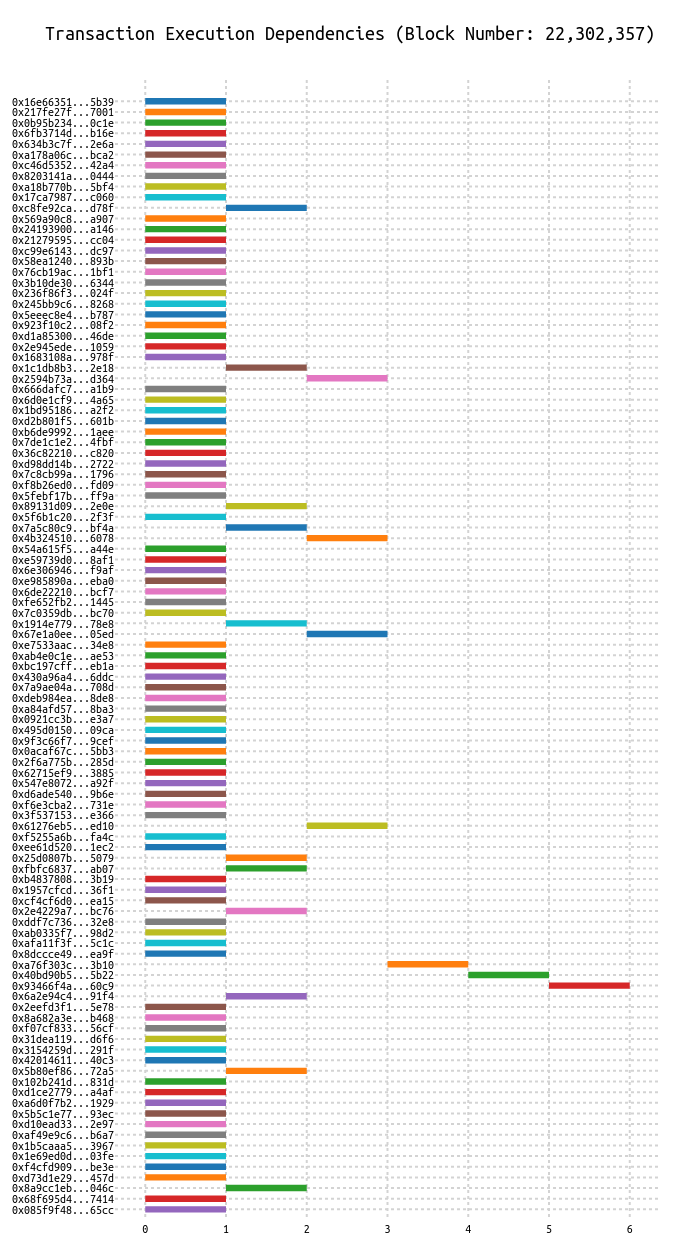 Transaction Execution Dependencies (Block Number: 22,302,357)
0x16e66351...5b39
0x217fe27f...7001
0x0b95b234...0c1e
0x6fb3714d...b16e
0x634b3c7f...2e6a
0xa178a06c...bca2
0xc46d5352...42a4
0x8203141a...0444
0xa18b770b...5bf4
0x17ca7987...c060
0xc8fe92ca...d78f
0x569a90c8...a907
0x24193900...a146
0x21279595...cc04
0xc99e6143...dc97
0x58ea1240...893b
0x76cb19ac...1bf1
0x3b10de30...6344
0x236f86f3...024f
0x245bb9c6...8268
0x5eeec8e4...b787
0x923f10c2...08f2
0xd1a85300...46de
0x2e945ede...1059
0x1683108a...978f
0x1c1db8b3...2e18
0x2594b73a...d364
0x666dafc7...a1b9
0x6d0e1cf9...4a65
0x1bd95186...a2f2
0xd2b801f5...601b
0xb6de9992...1aee
0x7de1c1e2...4fbf
0x36c82210...c820
0xd98dd14b...2722
0x7c8cb99a...1796
0xf8b26ed0...fd09
0x5febf17b...ff9a
0x89131d09...2e0e
0x5f6b1c20...2f3f
0x7a5c80c9...bf4a
0x4b324510...6078
0x54a615f5...a44e
0xe59739d0...8af1
0x6e306946...f9af
0xe985890a...eba0
0x6de22210...bcf7
0xfe652fb2...1445
0x7c0359db...bc70
0x1914e779...78e8
0x67e1a0ee...05ed
0xe7533aac...34e8
0xab4e0c1e...ae53
0xbc197cff...eb1a
0x430a96a4...6ddc
0x7a9ae04a...708d
0xdeb984ea...8de8
0xa84afd57...8ba3
0x0921cc3b...e3a7
0x495d0150...09ca
0x9f3c66f7...9cef
0x0acaf67c...5bb3
0x2f6a775b...285d
0x62715ef9...3885
0x547e8072...a92f
0xd6ade540...9b6e
0xf6e3cba2...731e
0x3f537153...e366
0x61276eb5...ed10
0xf5255a6b...fa4c
0xee61d520...1ec2
0x25d0807b...5079
0xfbfc6837...ab07
0xb4837808...3b19
0x1957cfcd...36f1
0xcf4cf6d0...ea15
0x2e4229a7...bc76
0xddf7c736...32e8
0xab0335f7...98d2
0xafa11f3f...5c1c
0x8dccce49...ea9f
0xa76f303c...3b10
0x40bd90b5...5b22
0x93466f4a...60c9
0x6a2e94c4...91f4
0x2eefd3f1...5e78
0x8a682a3e...b468
0xf07cf833...56cf
0x31dea119...d6f6
0x3154259d...291f
0x42014611...40c3
0x5b80ef86...72a5
0x102b241d...831d
0xd1ce2779...a4af
0xa6d0f7b2...1929
0x5b5c1e77...93ec
0xd10ead33...2e97
0xaf49e9c6...b6a7
0x1b5caaa5...3967
0x1e69ed0d...03fe
0xf4cfd909...be3e
0xd73d1e29...457d
0x8a9cc1eb...046c
0x68f695d4...7414
0x085f9f48...65cc
0 1 2 3 4 5 6